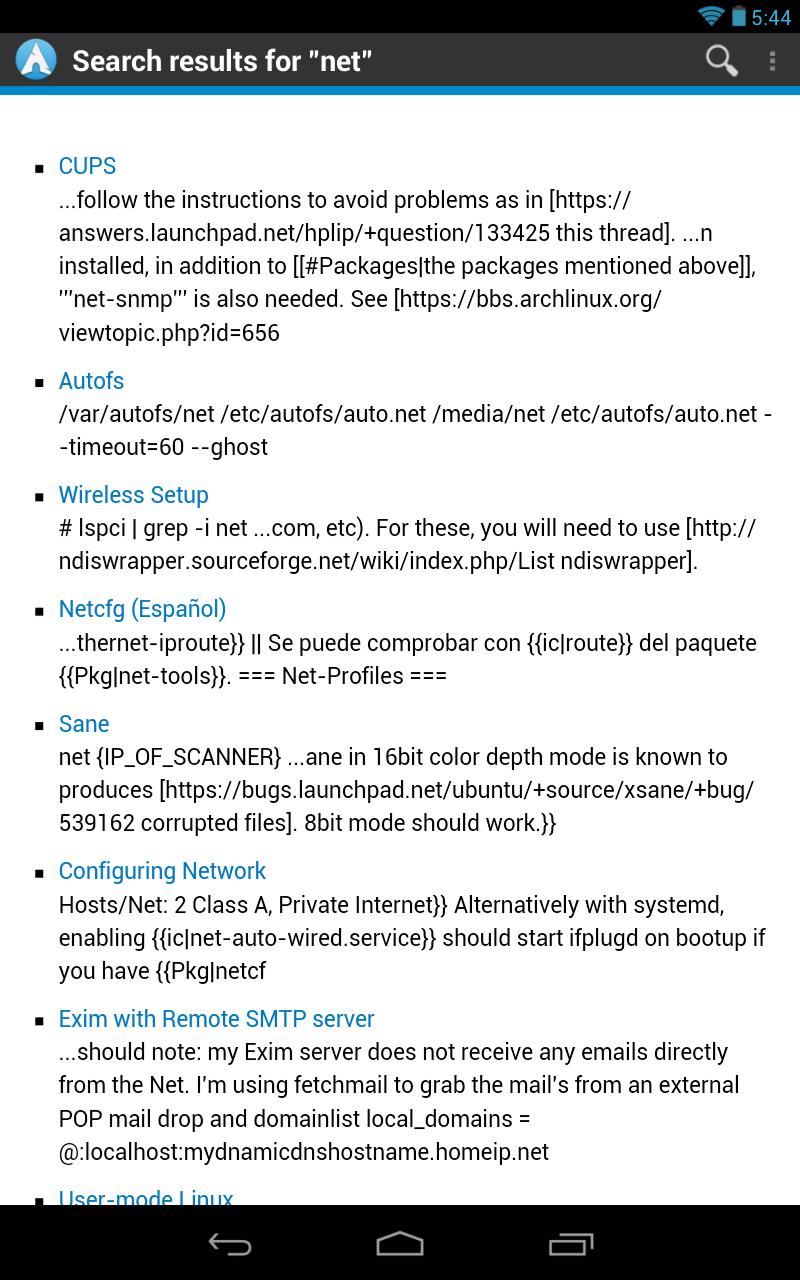 5:44
Search results for "net"
CUPS
...follow the instructions to avoid problems as in [https://
answers.launchpad.net/hplip/+question/133425 this thread]. ...n
installed, in addition to [[#Packages|the packages mentioned above]],
'''net-snmp''' is also needed. See [https://bbs.archlinux.org/
viewtopic.php?id=656
Autofs
/var/autofs/net /etc/autofs/auto.net /media/net /etc/autofs/auto.net -
-timeout=60 --ghost
Wireless Setup
# lspci | grep -i net ...com, etc). For these, you will need to use [http://
ndiswrapper.sourceforge.net/wiki/index.php/List ndiswrapper].
Netcfg (Español)
...thernet-iproute}} || Se puede comprobar con {{ic|route}} del paquete
{{Pkg|net-tools}}. === Net-Profiles ===
Sane
net {IP_OF_SCANNER} ...ane in 16bit color depth mode is known to
produces [https://bugs.launchpad.net/ubuntu/+source/xsane/+bug/
539162 corrupted files]. 8bit mode should work.}}
Configuring Network
Hosts/Net: 2 Class A, Private Internet}} Alternatively with systemd,
enabling {{ic|net-auto-wired.service}} should start ifplugd on bootup if
you have {{Pkg|netcf
Exim with Remote SMTP server
...should note: my Exim server does not receive any emails directly
from the Net. I'm using fetchmail to grab the mail's from an external
POP mail drop and domainlist local_domains =
@:localhost:mydnamicdnshostname.homeip.net
User-mode Linux